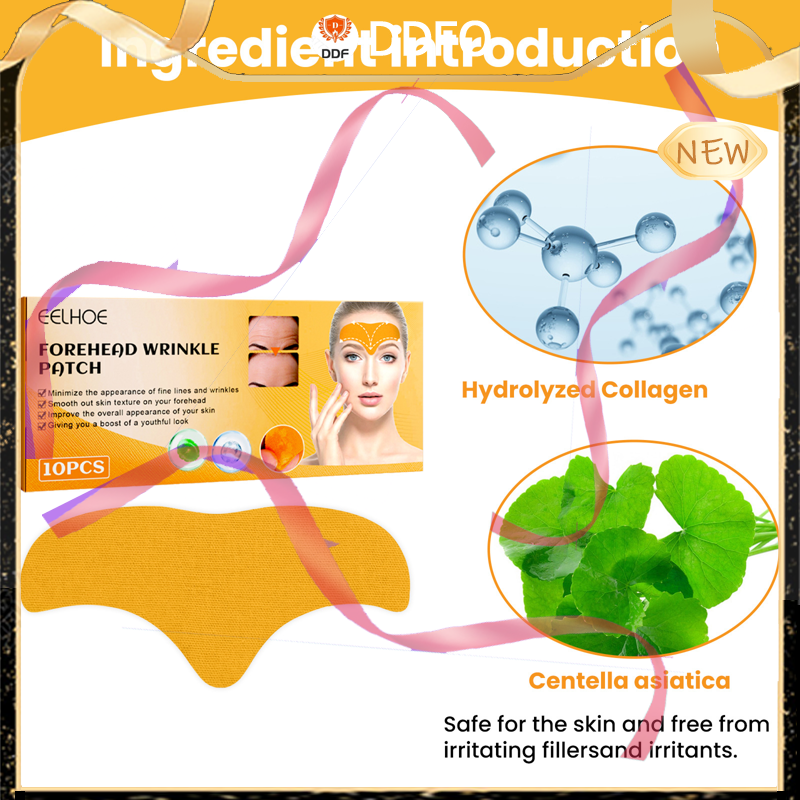 Ingredient introduction
DDFO
DDF
NEW
EELHOE
FOREHEAD WRINKLE
PATCH
Minimize the appearance of fine lines and wrinkles
Smooth out skin texture on your forehead
Improve the overall appearance of your skin
Giving you a boost of a youthful look
10PCS
Hydrolyzed Collagen
Centella asiatica
Safe for the skin and free from
irritating fillersand irritants.